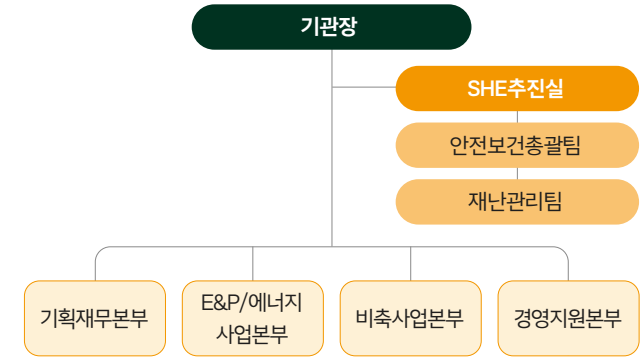 기관장
SHE추진실
안전보건총괄팀
재난관리팀
기획재무본부
E&P/에너지
사업본부
비축사업본부
경영지원본부